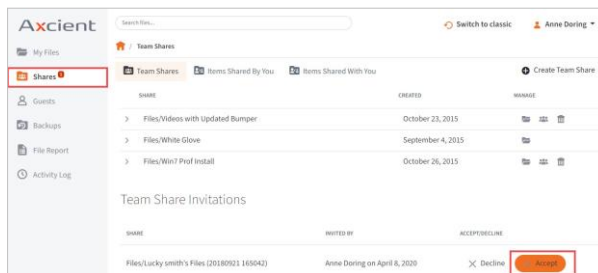 Axcient
Search files...
Switch to classic
Anne Doring
My Files
Shares
Guests
Backups
File Report
Activity Log
/ Team Shares
Team Shares
Items Shared By You
Items Shared With You
Create Team Share
SHARE CREATED MANAGE
Files/Videos with Updated Bumper October 23, 2015
Files/White Glove September 4, 2015
Files/Win7 Prof Install October 26, 2015
Team Share Invitations
SHARE INVITED BY ACCEPT/DECLINE
Files/Lucky smith's Files (20180921 165042) Anne Doring on April 8, 2020 Decline Accept